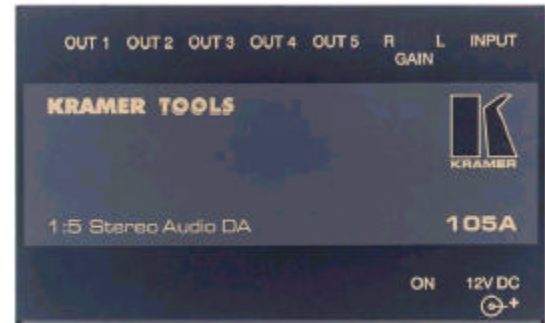 OUT 1 OUT 2 OUT 3 OUT 4 OUT 5 R L INPUT
GAIN
KRAMER TOOLS
KRAMER
1:5 Stereo Audio DA 105A
ON 12V DC
+